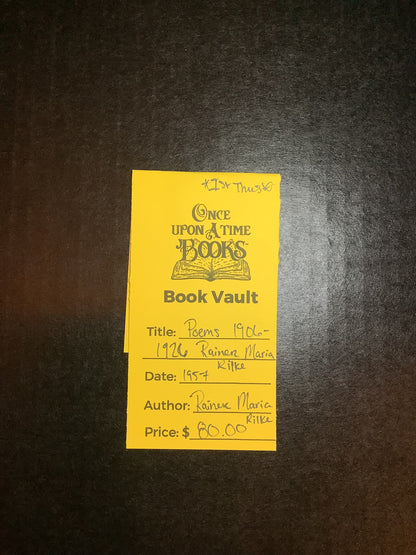 *1st Thus
ONCE
UPON A TIME
BOOKS
Book Vault
Title: Poems 1906-
1926 Rainer Maria
Rilke
Date: 1957
Author: Rainer Maria
Rilke
Price: $ 80.00